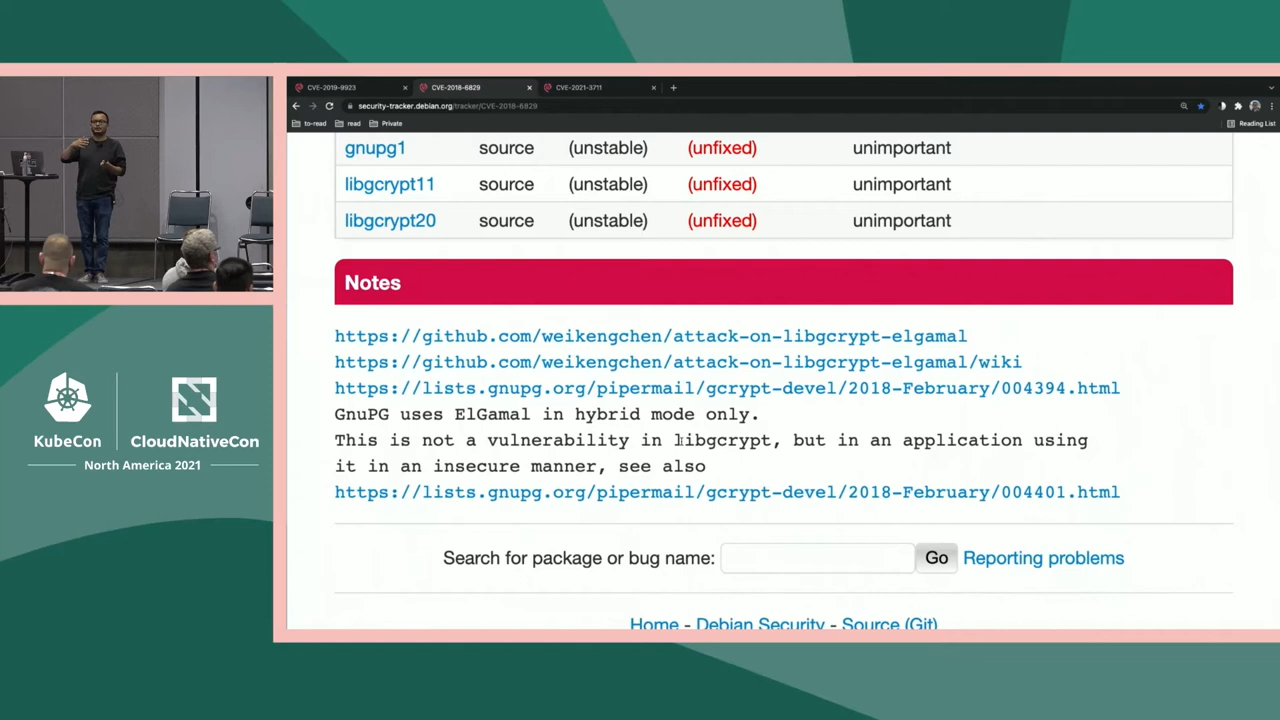 CVE-2019-9923
CVE-2018-6829
CVE-2021-3711
security-tracker.debian.org/tracker/CVE-2018-6829
to-read
read
Private
Reading List
gnupg1 source (unstable) (unfixed) unimportant
libgcrypt11 source (unstable) (unfixed) unimportant
libgcrypt20 source (unstable) (unfixed) unimportant
Notes
https://github.com/weikengchen/attack-on-libgcrypt-elgamal
https://github.com/weikengchen/attack-on-libgcrypt-elgamal/wiki
https://lists.gnupg.org/pipermail/gcrypt-devel/2018-February/004394.html
GnuPG uses ElGamal in hybrid mode only.
This is not a vulnerability in libgcrypt, but in an application using
it in an insecure manner, see also
https://lists.gnupg.org/pipermail/gcrypt-devel/2018-February/004401.html
Search for package or bug name:
Go
Reporting problems
Home - Debian Security - Source (Git)
KubeCon
CloudNativeCon
North America 2021